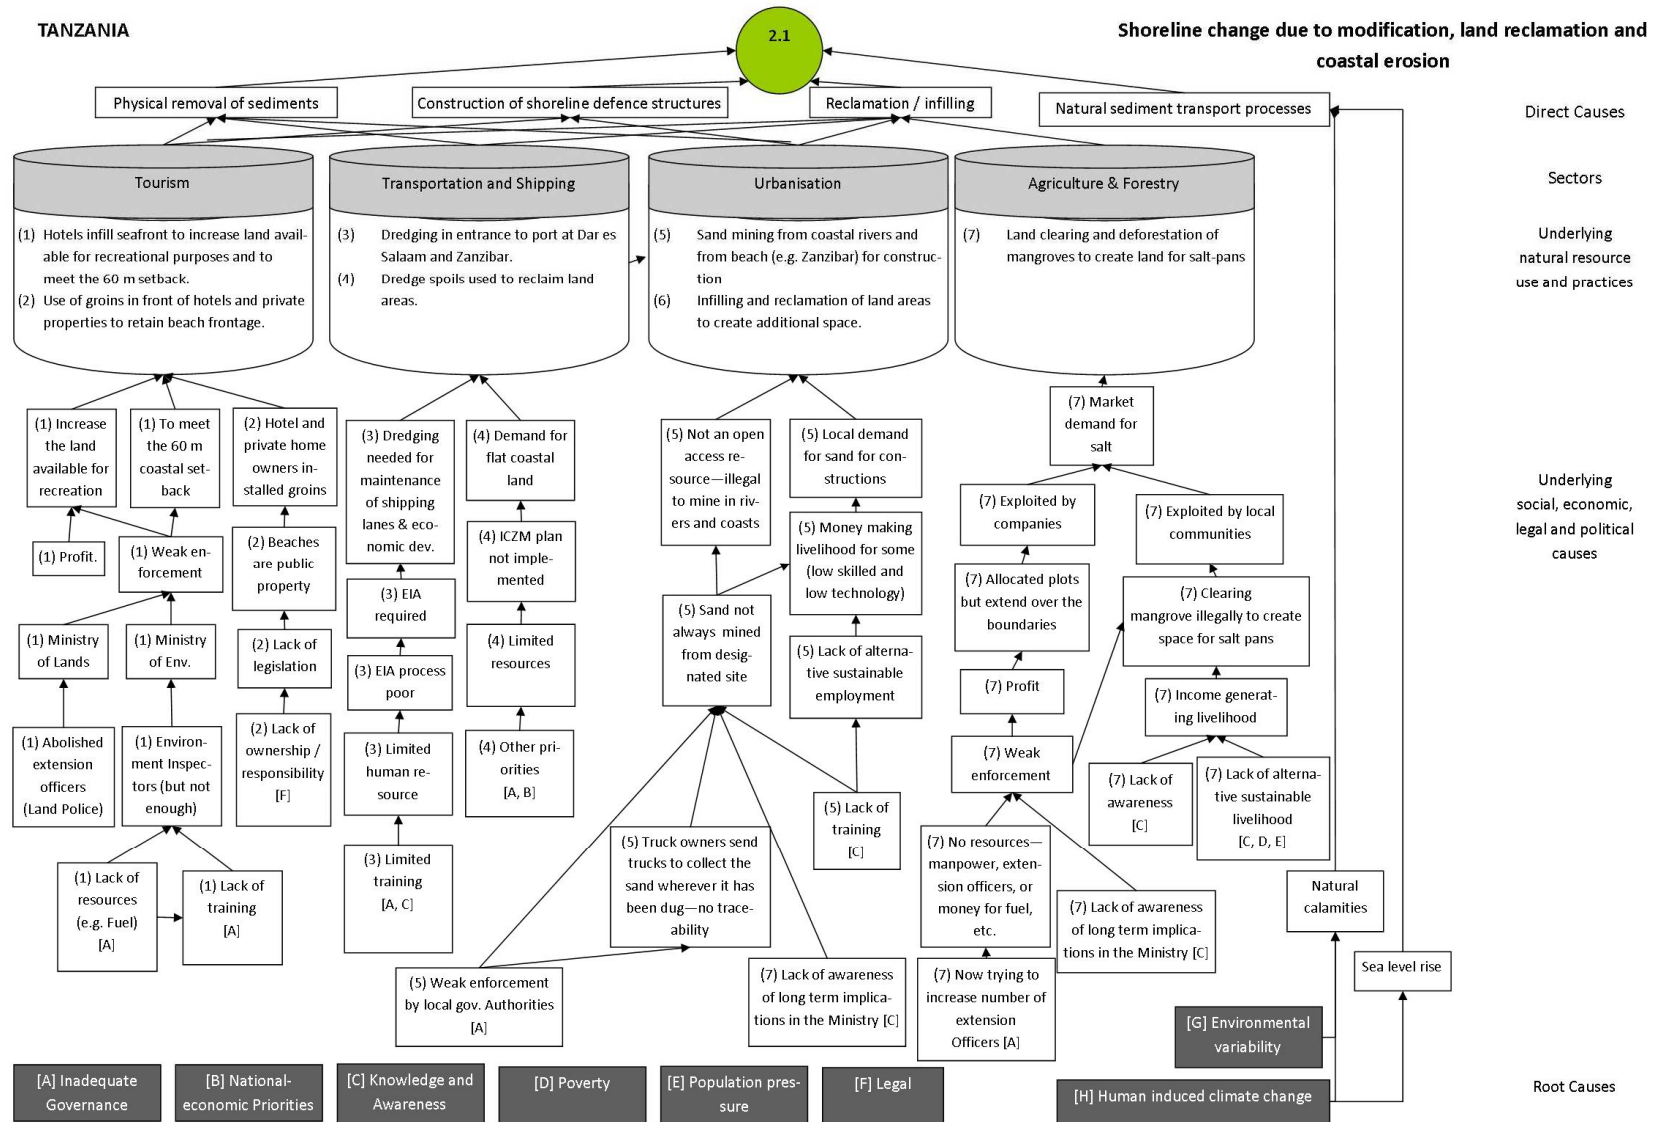 TANZANIA
2.1
Shoreline change due to modification, land reclamation and
coastal erosion
Physical removal of sediments
Construction of shoreline defence structures
Reclamation / infilling
Natural sediment transport processes
Direct Causes
Tourism
Transportation and Shipping
Urbanisation
Agriculture & Forestry
Sectors
(1) Hotels infill seafront to increase land avail-
able for recreational purposes and to
meet the 60 m setback.
(2) Use of groins in front of hotels and private
properties to retain beach frontage.
(3) Dredging in entrance to port at Dar es
Salaam and Zanzibar.
(4) Dredge spoils used to reclaim land
areas.
(5) Sand mining from coastal rivers and
from beach (e.g. Zanzibar) for construc-
tion
(6) Infilling and reclamation of land areas
to create additional space.
(7) Land clearing and deforestation of
mangroves to create land for salt-pans
Underlying
natural resource
use and practices
(1) Increase
the land
available for
recreation
(1) To meet
the 60 m
coastal set-
back
(2) Hotel and
private home
owners in-
stalled groins
(1) Profit.
(1) Weak en-
forcement
(2) Beaches
are public
property
(1) Ministry
of Lands
(1) Ministry
of Env.
(2) Lack of
legislation
(1) Abolished
extension
officers
(Land Police)
(1) Environ-
ment Inspec-
tors (but not
enough)
(2) Lack of
ownership /
responsibility
[F]
(1) Lack of
resources
(e.g. Fuel)
[A]
(1) Lack of
training
[A]
(3) Dredging
needed for
maintenance
of shipping
lanes & eco-
nomic dev.
(4) Demand for
flat coastal
land
(3) EIA
required
(4) ICZM plan
not imple-
mented
(3) EIA process
poor
(4) Limited
resources
(3) Limited
human re-
source
(4) Other pri-
orities
[A, B]
(3) Limited
training
[A, C]
(5) Not an open
access re-
source—illegal
to mine in riv-
ers and coasts
(5) Local demand
for sand for con-
structions
(5) Money making
livelihood for some
(low skilled and
low technology)
(5) Sand not
always mined
from desig-
nated site
(5) Lack of alterna-
tive sustainable
employment
(5) Lack of
training
[C]
(5) Truck owners send
trucks to collect the
sand wherever it has
been dug—no trace-
ability
(5) Weak enforcement
by local gov. Authorities
[A]
(7) Lack of awareness
of long term implica-
tions in the Ministry [C]
(7) Market
demand for
salt
(7) Exploited by
companies
(7) Exploited by local
communities
(7) Allocated plots
but extend over the
boundaries
(7) Clearing
mangrove illegally to create
space for salt pans
(7) Profit
(7) Income generat-
ing livelihood
(7) Weak
enforcement
(7) Lack of
awareness
[C]
(7) Lack of alterna-
tive sustainable
livelihood
[C, D, E]
(7) No resources—
manpower, exten-
sion officers, or
money for fuel,
etc.
(7) Lack of awareness
of long term implica-
tions in the Ministry [C]
(7) Now trying to
increase number of
extension
Officers [A]
Natural
calamities
Sea level rise
Underlying
social, economic,
legal and political
causes
[G] Environmental
variability
[A] Inadequate
Governance
[B] National-
economic Priorities
[C] Knowledge and
Awareness
[D] Poverty
[E] Population pres-
sure
[F] Legal
[H] Human induced climate change
Root Causes